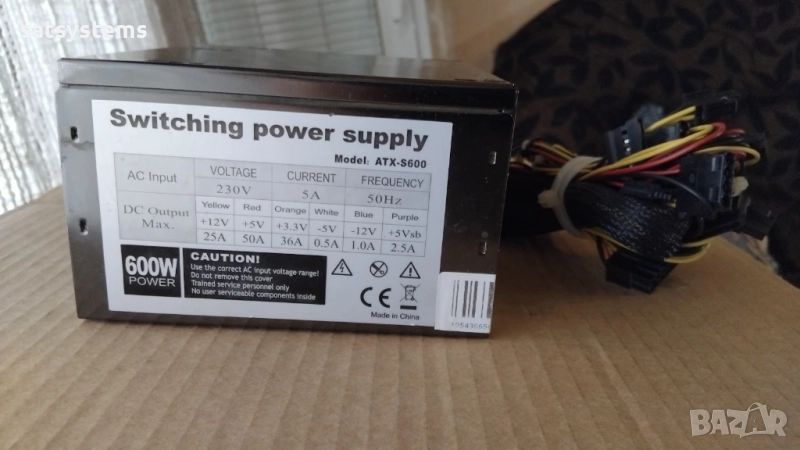 satsystems
Switching power supply
Model: ATX-S600
AC Input VOLTAGE CURRENT FREQUENCY
230V 5A 50Hz
DC Output Max. Yellow Red Orange White Blue Purple
+12V +5V +3.3V -5V -12V +5Vsb
25A 50A 36A 0.5A 1.0A 2.5A
600W
POWER
CAUTION!
Use the correct AC input voltage range!
Do not remove this cover
Trained service personnel only
No user serviceable components inside
CE
Made in China
BAZAR